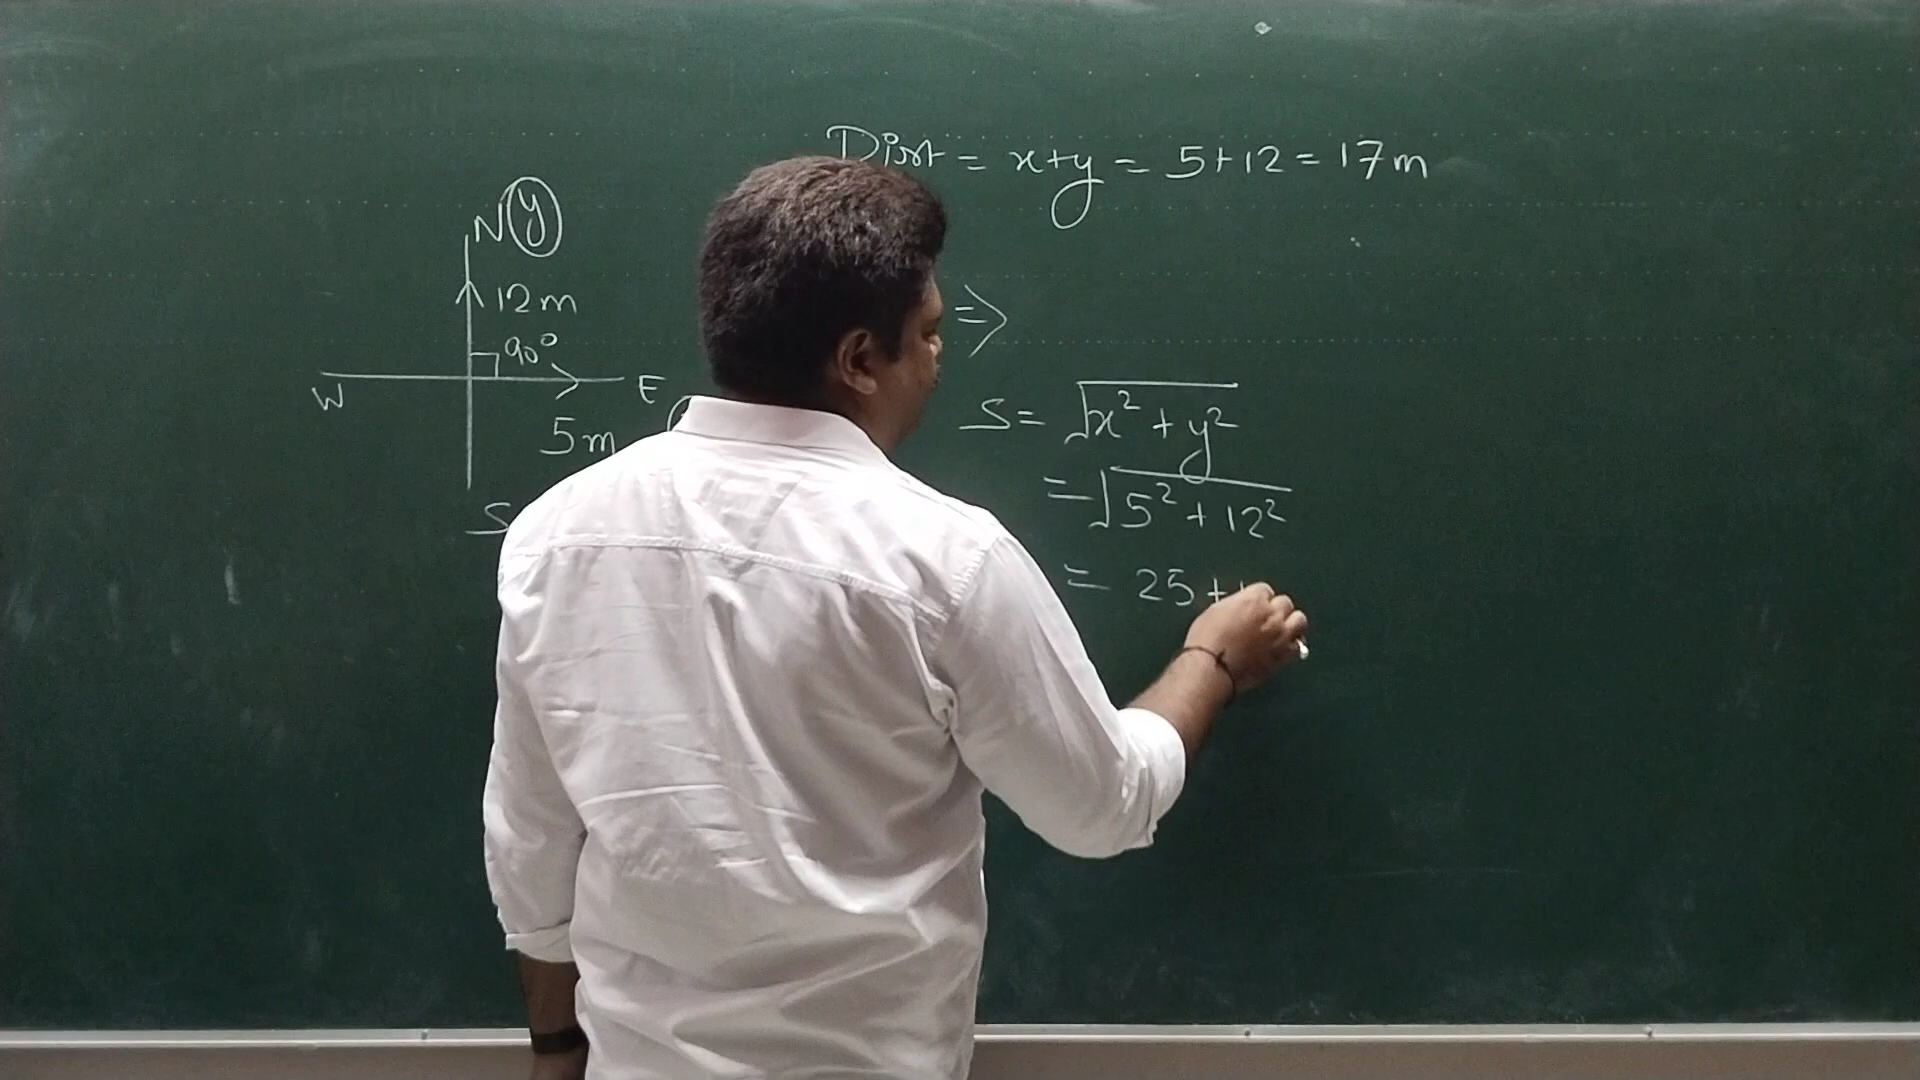 Dist = x+y = 5+12 = 17m
N y
12m
90°
W E
5m
S
⇒
S = √x² + y²
= √5² + 12²
= 25 +